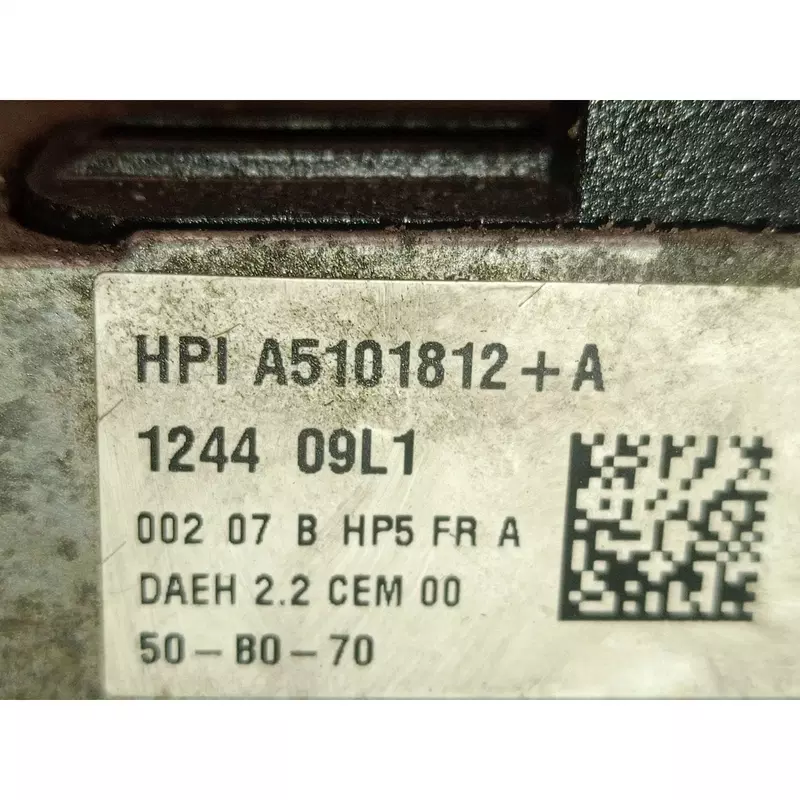 HPI A5101812+A
1244 09L1
002 07 B HP5 FR A
DAEH 2.2 CEM 00
50-B0-70